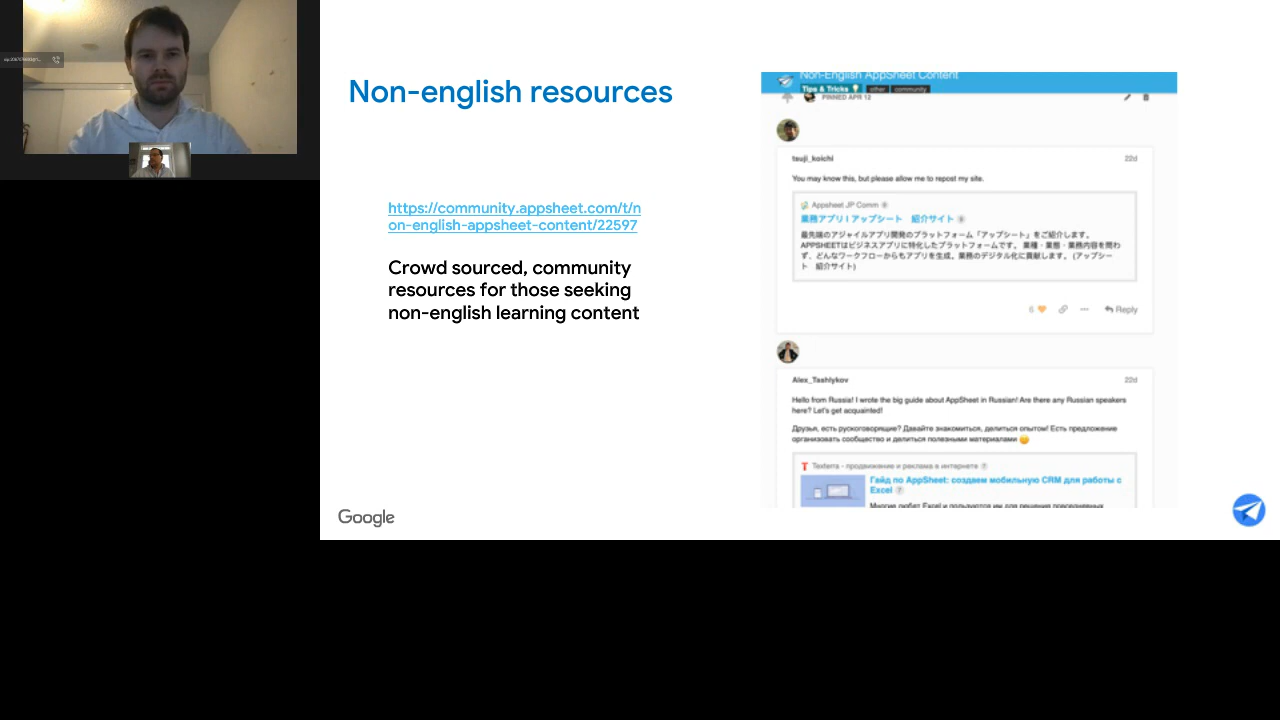 Non-english resources
https://community.appsheet.com/t/n
on-english-appsheet-content/22597
Crowd sourced, community
resources for those seeking
non-english learning content
Google
Non-English AppSheet Content
Tips & Tricks other community
PINNED APR 12
tsuji_koichi 22d
You may know this, but please allow me to repost my site.
Appsheet JP Comm
業務アプリ I アップシート 紹介サイト
最先端のアジャイルアプリ開発のプラットフォーム「アップシート」をご紹介します。
APPSHEETはビジネスアプリに特化したプラットフォームです。 業種・業態・業務内容を問わ
ず、どんなワークフローからもアプリを生成。業務のデジタル化に貢献します。 (アップシー
ト 紹介サイト)
6 Reply
Alex_Tashlykov 22d
Hello from Russia! I wrote the big guide about AppSheet in Russian! Are there any Russian speakers
here? Let's get acquainted!
Друзья, есть рускоговорящие? Давайте знакомиться, делиться опытом! Есть предложение
организовать сообщество и делиться полезными материалами
Texterra - продвижение и реклама в интернете
Гайд по AppSheet: создаем мобильную CRM для работы с
Excel
Многие любят Excel и пользуются им для решения повседневных